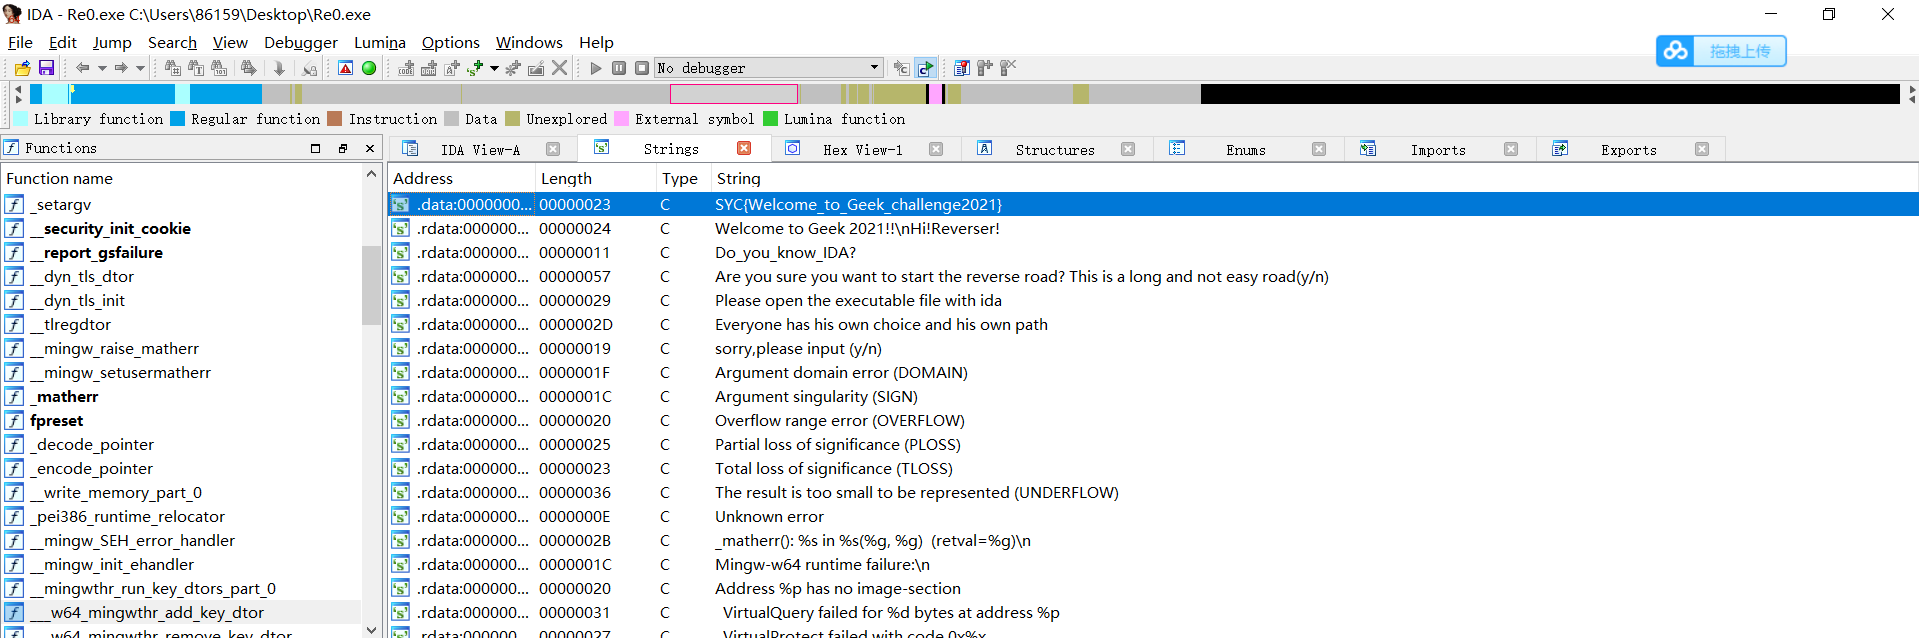 IDA - Re0.exe C:\Users\86159\Desktop\Re0.exe
File Edit Jump Search View Debugger Lumina Options Windows Help
拖拽上传
No debugger
Library function Regular function Instruction Data Unexplored External symbol Lumina function
Functions
IDA View-A Strings Hex View-1 Structures Enums Imports Exports
Function name
_setargv
__security_init_cookie
__report_gsfailure
__dyn_tls_dtor
__dyn_tls_init
__tlregdtor
__mingw_raise_matherr
__mingw_setusermatherr
_matherr
fpreset
_decode_pointer
_encode_pointer
__write_memory_part_0
_pei386_runtime_relocator
__mingw_SEH_error_handler
__mingw_init_ehandler
__mingwthr_run_key_dtors_part_0
___w64_mingwthr_add_key_dtor
___w64_mingwthr_remove_key_dtor
Address Length Type String
.data:0000000... 00000023 C SYC{Welcome_to_Geek_challenge2021}
.rdata:000000... 00000024 C Welcome to Geek 2021!!\nHi!Reverser!
.rdata:000000... 00000011 C Do_you_know_IDA?
.rdata:000000... 00000057 C Are you sure you want to start the reverse road? This is a long and not easy road(y/n)
.rdata:000000... 00000029 C Please open the executable file with ida
.rdata:000000... 0000002D C Everyone has his own choice and his own path
.rdata:000000... 00000019 C sorry,please input (y/n)
.rdata:000000... 0000001F C Argument domain error (DOMAIN)
.rdata:000000... 0000001C C Argument singularity (SIGN)
.rdata:000000... 00000020 C Overflow range error (OVERFLOW)
.rdata:000000... 00000025 C Partial loss of significance (PLOSS)
.rdata:000000... 00000023 C Total loss of significance (TLOSS)
.rdata:000000... 00000036 C The result is too small to be represented (UNDERFLOW)
.rdata:000000... 0000000E C Unknown error
.rdata:000000... 0000002B C _matherr(): %s in %s(%g, %g)  (retval=%g)\n
.rdata:000000... 0000001C C Mingw-w64 runtime failure:\n
.rdata:000000... 00000020 C Address %p has no image-section
.rdata:000000... 00000031 C   VirtualQuery failed for %d bytes at address %p
.rdata:000000... 00000027 C   VirtualProtect failed with code 0x%x